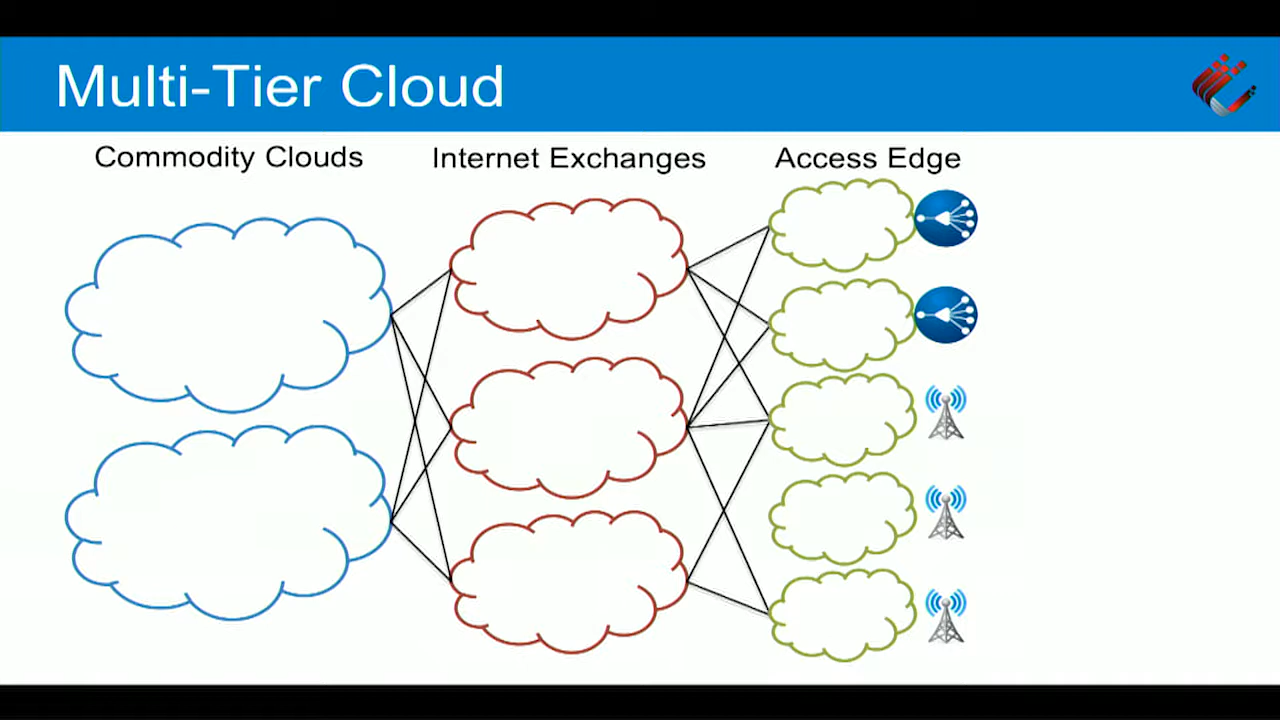 Multi-Tier Cloud
Commodity Clouds
Internet Exchanges
Access Edge